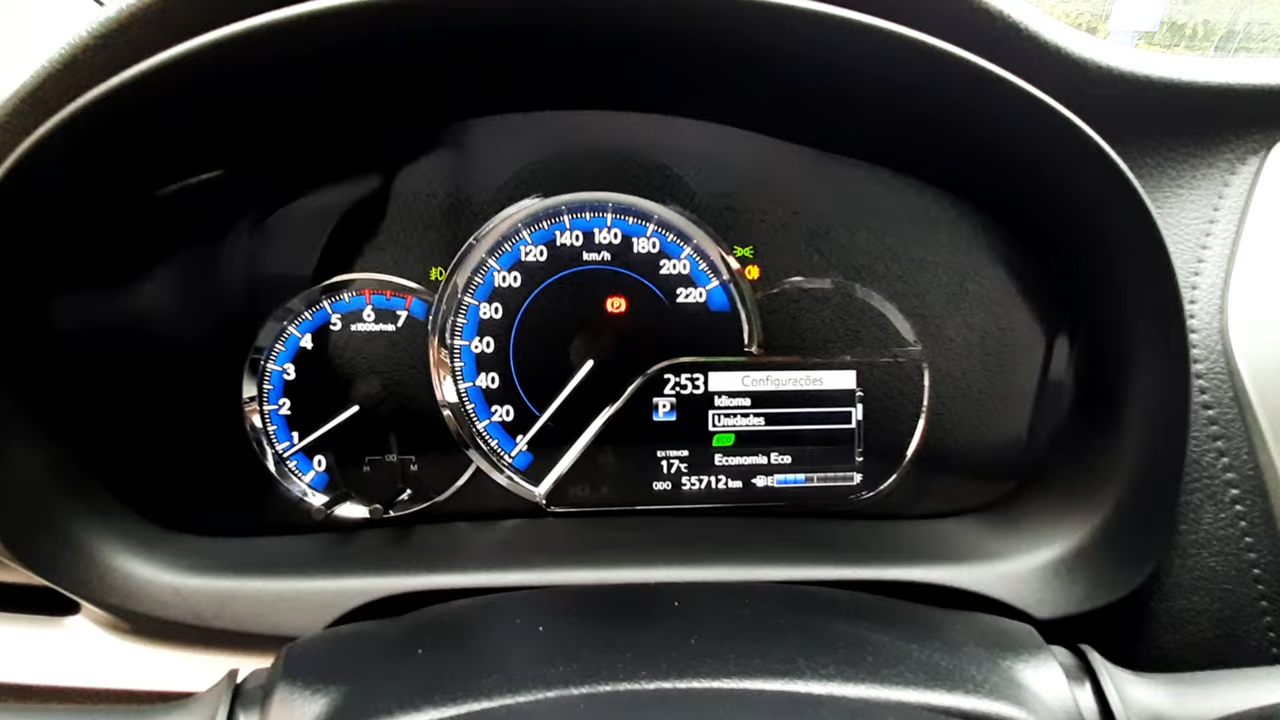 0
1
2
3
4
5
6
7
x1000r/min
H
M
20
40
60
80
100
120
140
160
180
200
220
km/h
P
2:53
P
Configurações
Idioma
Unidades
ECO
Economia Eco
EXTERIOR
17°C
ODO 55712 km
E F